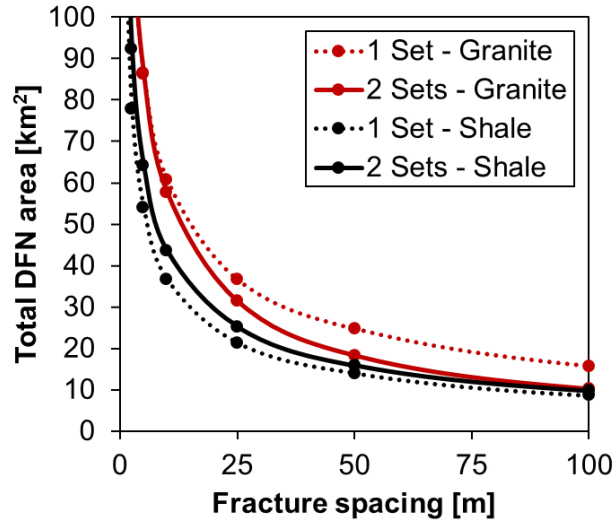 Total DFN area [km²]
100
90
80
70
60
50
40
30
20
10
0
1 Set - Granite
2 Sets - Granite
1 Set - Shale
2 Sets - Shale
0 25 50 75 100
Fracture spacing [m]